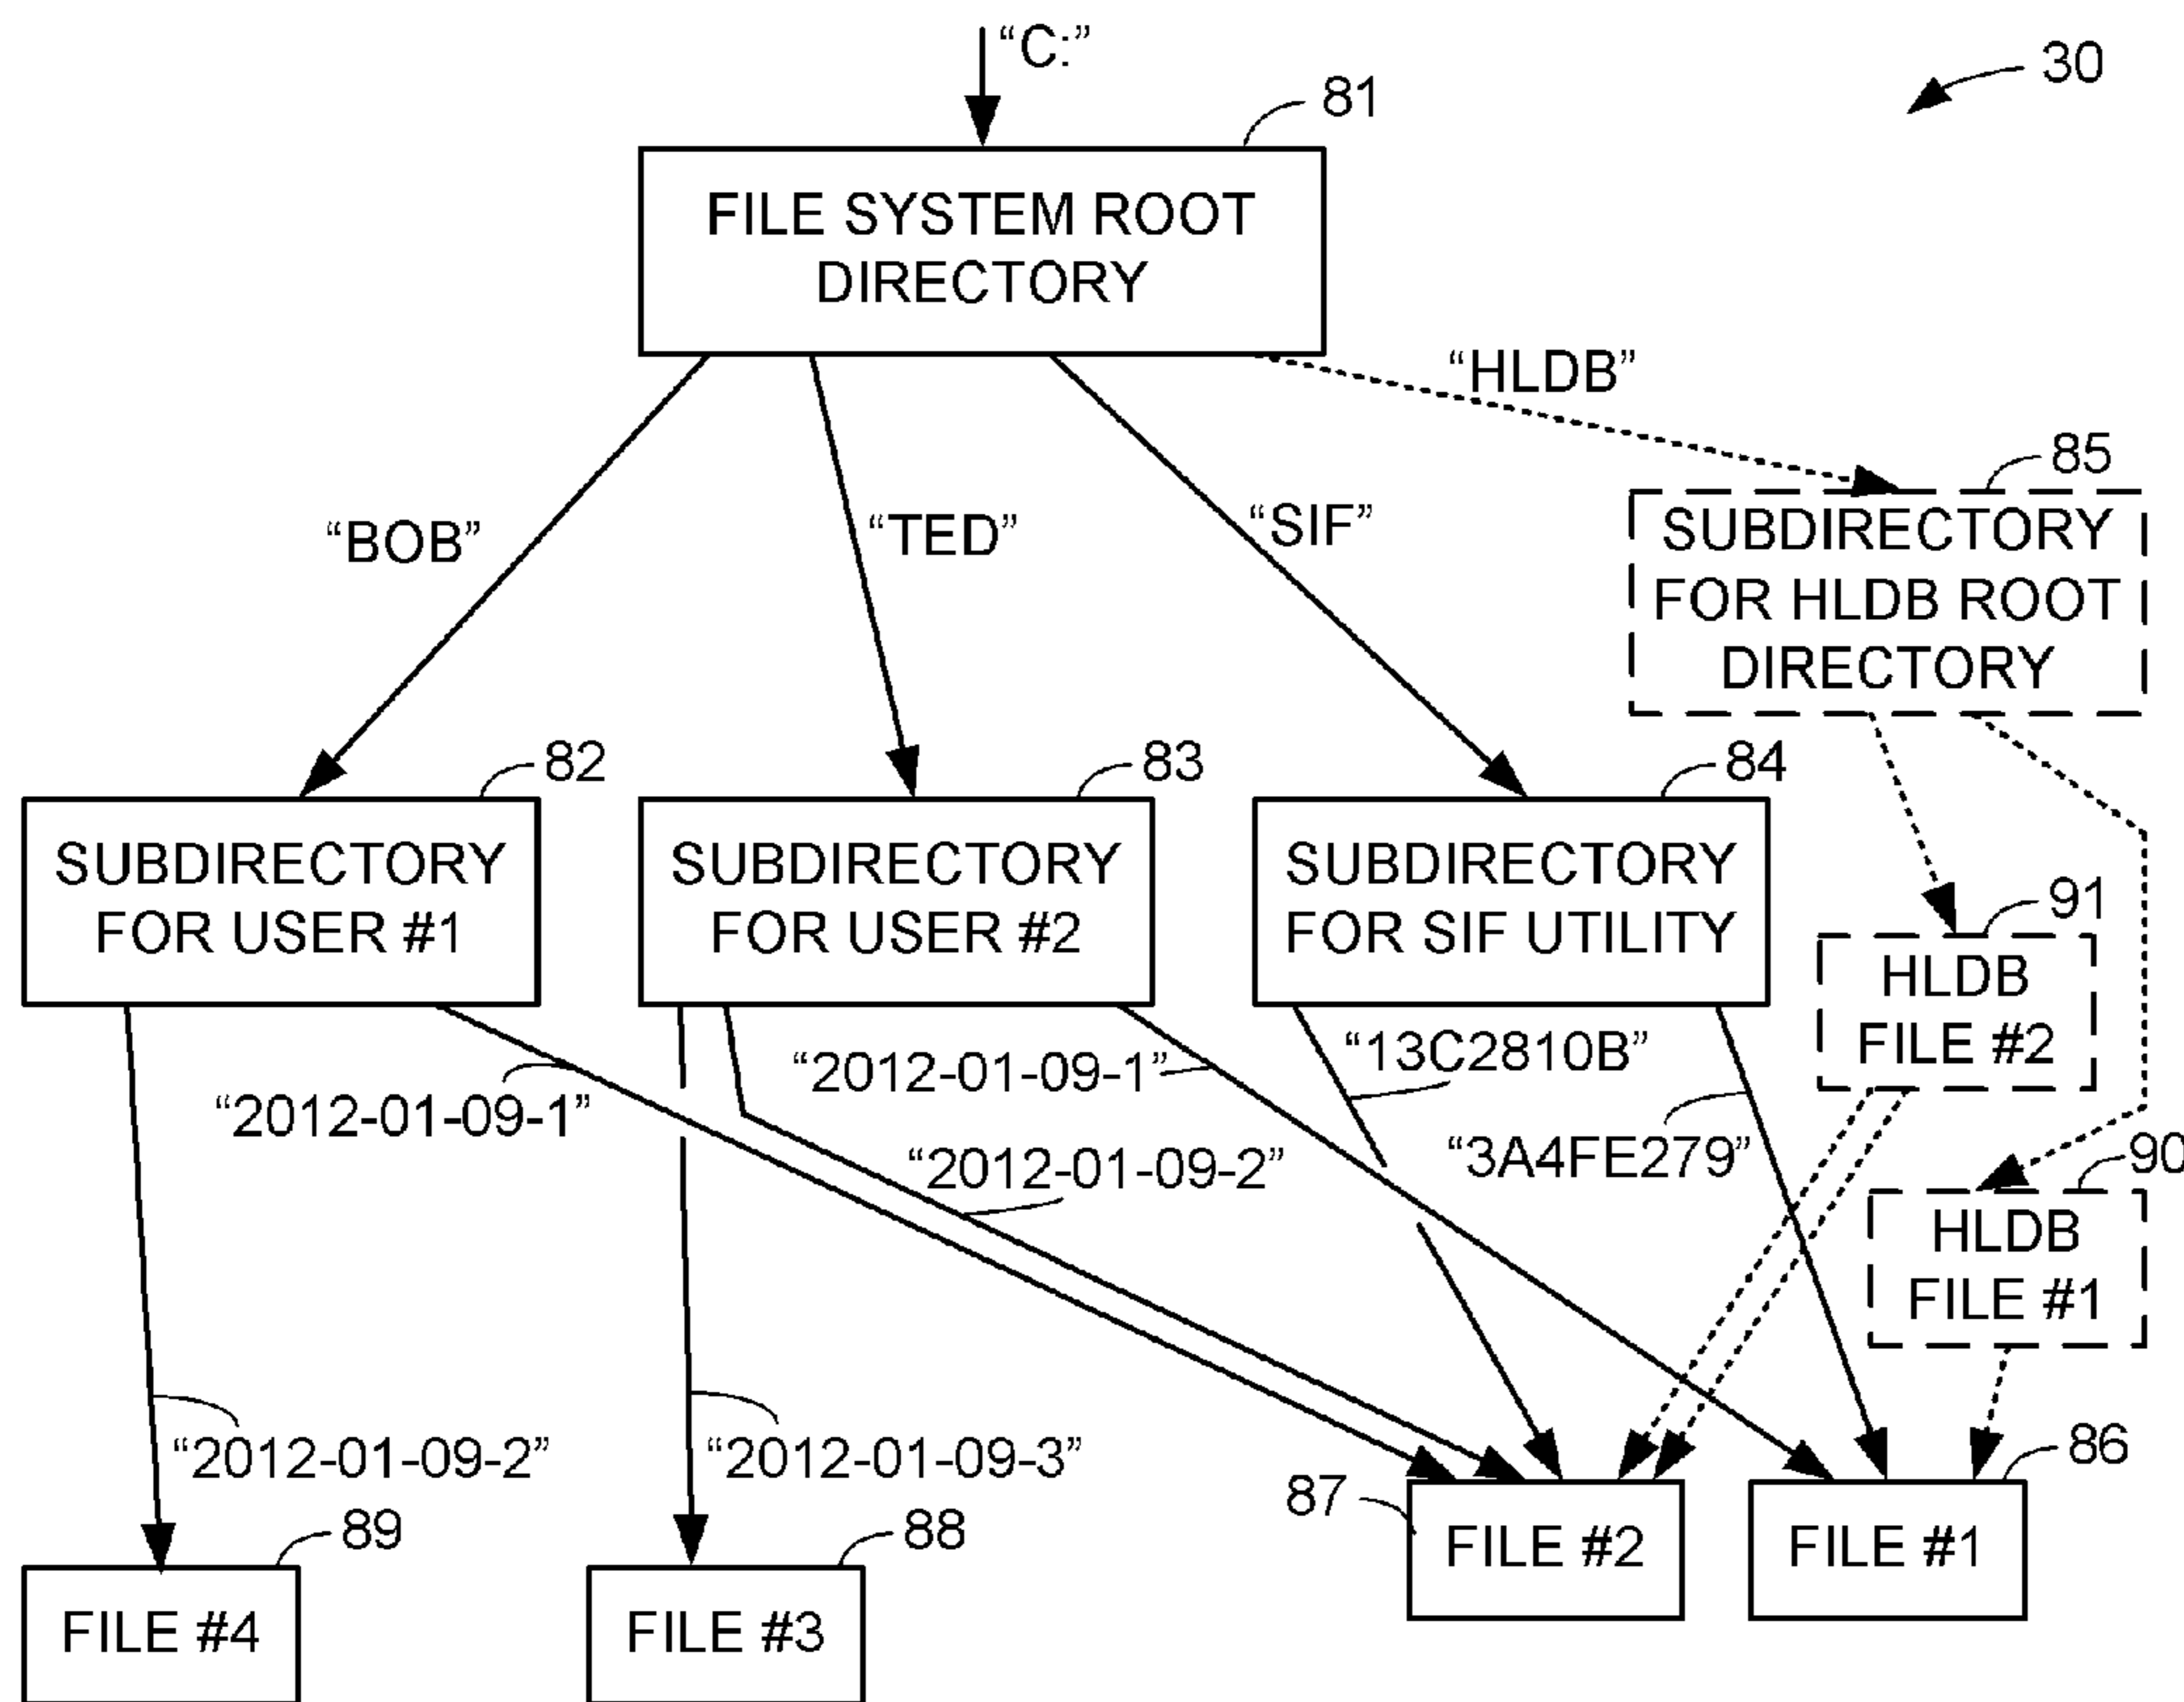 “C:”
30
81
FILE SYSTEM ROOT
DIRECTORY
“HLDB”
85
SUBDIRECTORY
FOR HLDB ROOT
DIRECTORY
“BOB”
“TED”
“SIF”
82
83
84
SUBDIRECTORY
FOR USER #1
SUBDIRECTORY
FOR USER #2
SUBDIRECTORY
FOR SIF UTILITY
91
HLDB
FILE #2
“2012-01-09-1”
“2012-01-09-1”
“13C2810B”
“2012-01-09-2”
“3A4FE279”
90
HLDB
FILE #1
“2012-01-09-2”
“2012-01-09-3”
89
88
87
86
FILE #4
FILE #3
FILE #2
FILE #1